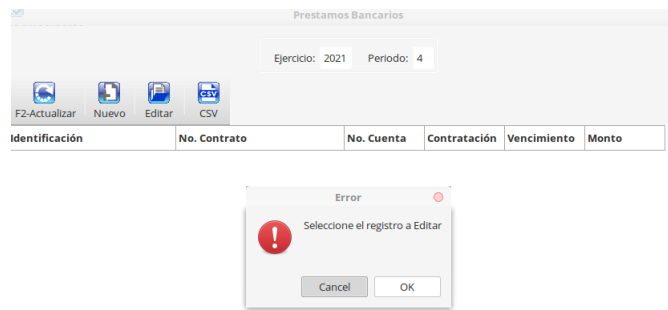 Prestamos Bancarios
Ejercicio: 2021 Periodo: 4
CSV
F2-Actualizar Nuevo Editar CSV
Identificación No. Contrato No. Cuenta Contratación Vencimiento Monto
Error
Seleccione el registro a Editar
Cancel OK